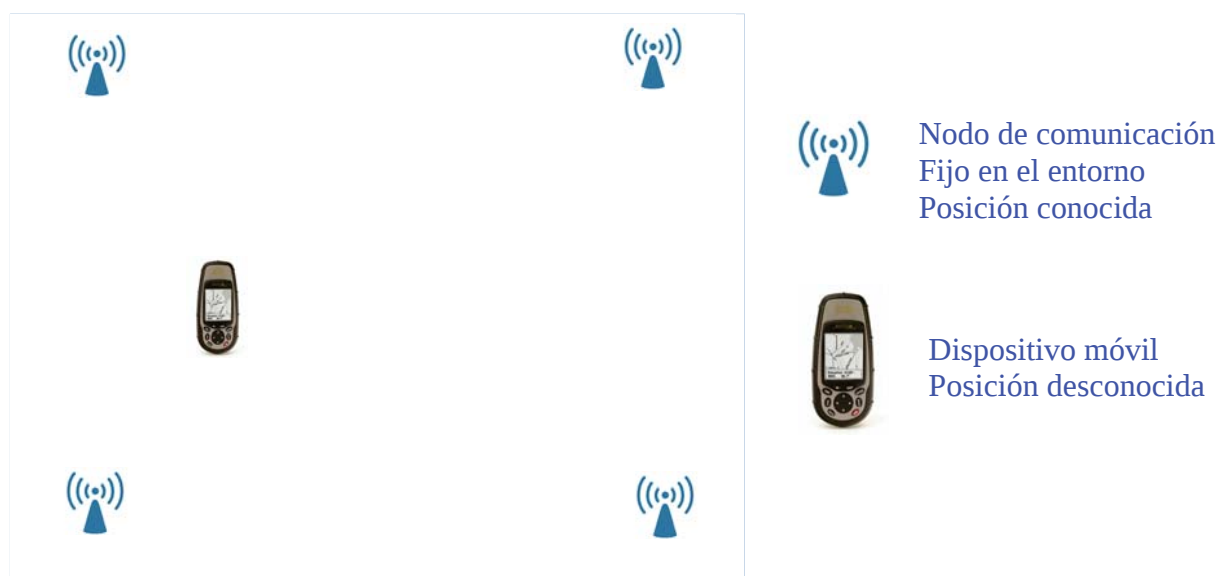 Nodo de comunicación
Fijo en el entorno
Posición conocida
Dispositivo móvil
Posición desconocida